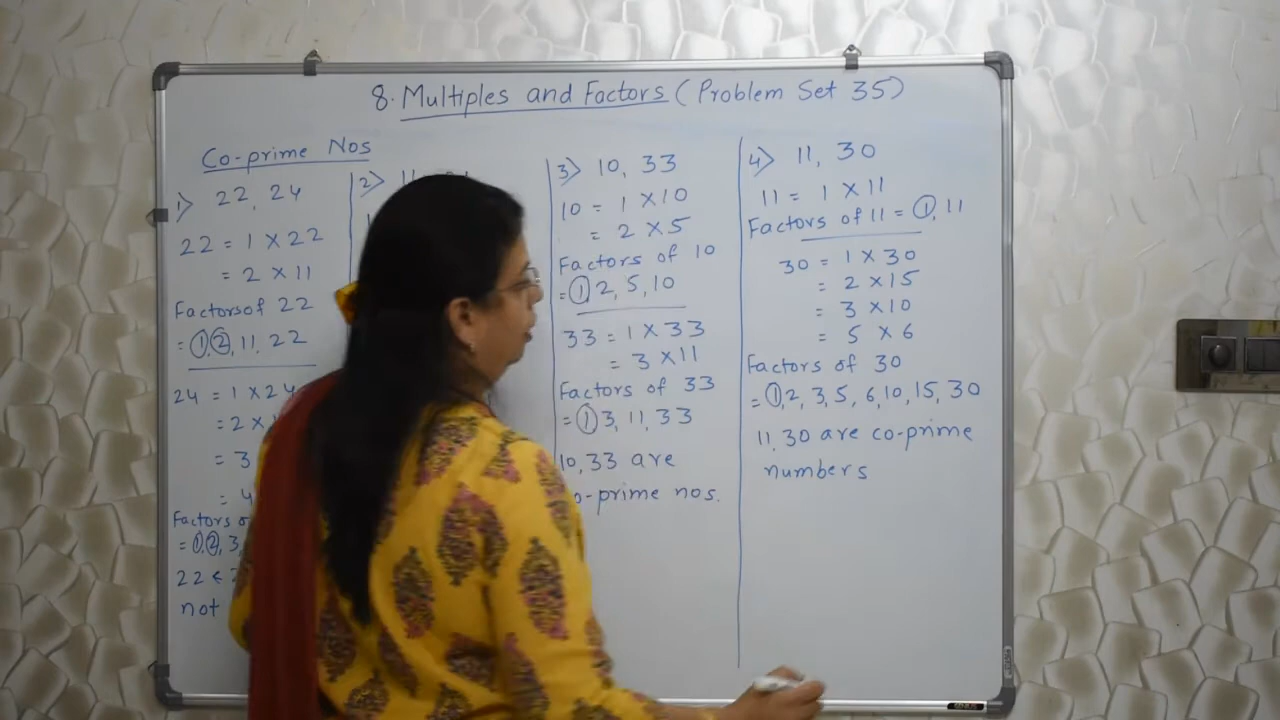 8. Multiples and Factors (Problem Set 35)
Co-prime Nos
1) 22, 24
22 = 1 × 22
= 2 × 11
Factors of 22
= 1, 2, 11, 22
24 = 1 × 24
= 2 ×
= 3
= 4
Factors
= 1, 2, 3,
22 &
not
2) 11,
3) 10, 33
10 = 1 × 10
= 2 × 5
Factors of 10
= 1 2, 5, 10
33 = 1 × 33
= 3 × 11
Factors of 33
= 1 3, 11, 33
10, 33 are
co-prime nos.
4) 11, 30
11 = 1 × 11
Factors of 11 = 1, 11
30 = 1 × 30
= 2 × 15
= 3 × 10
= 5 × 6
Factors of 30
= 1, 2, 3, 5, 6, 10, 15, 30
11, 30 are co-prime
numbers